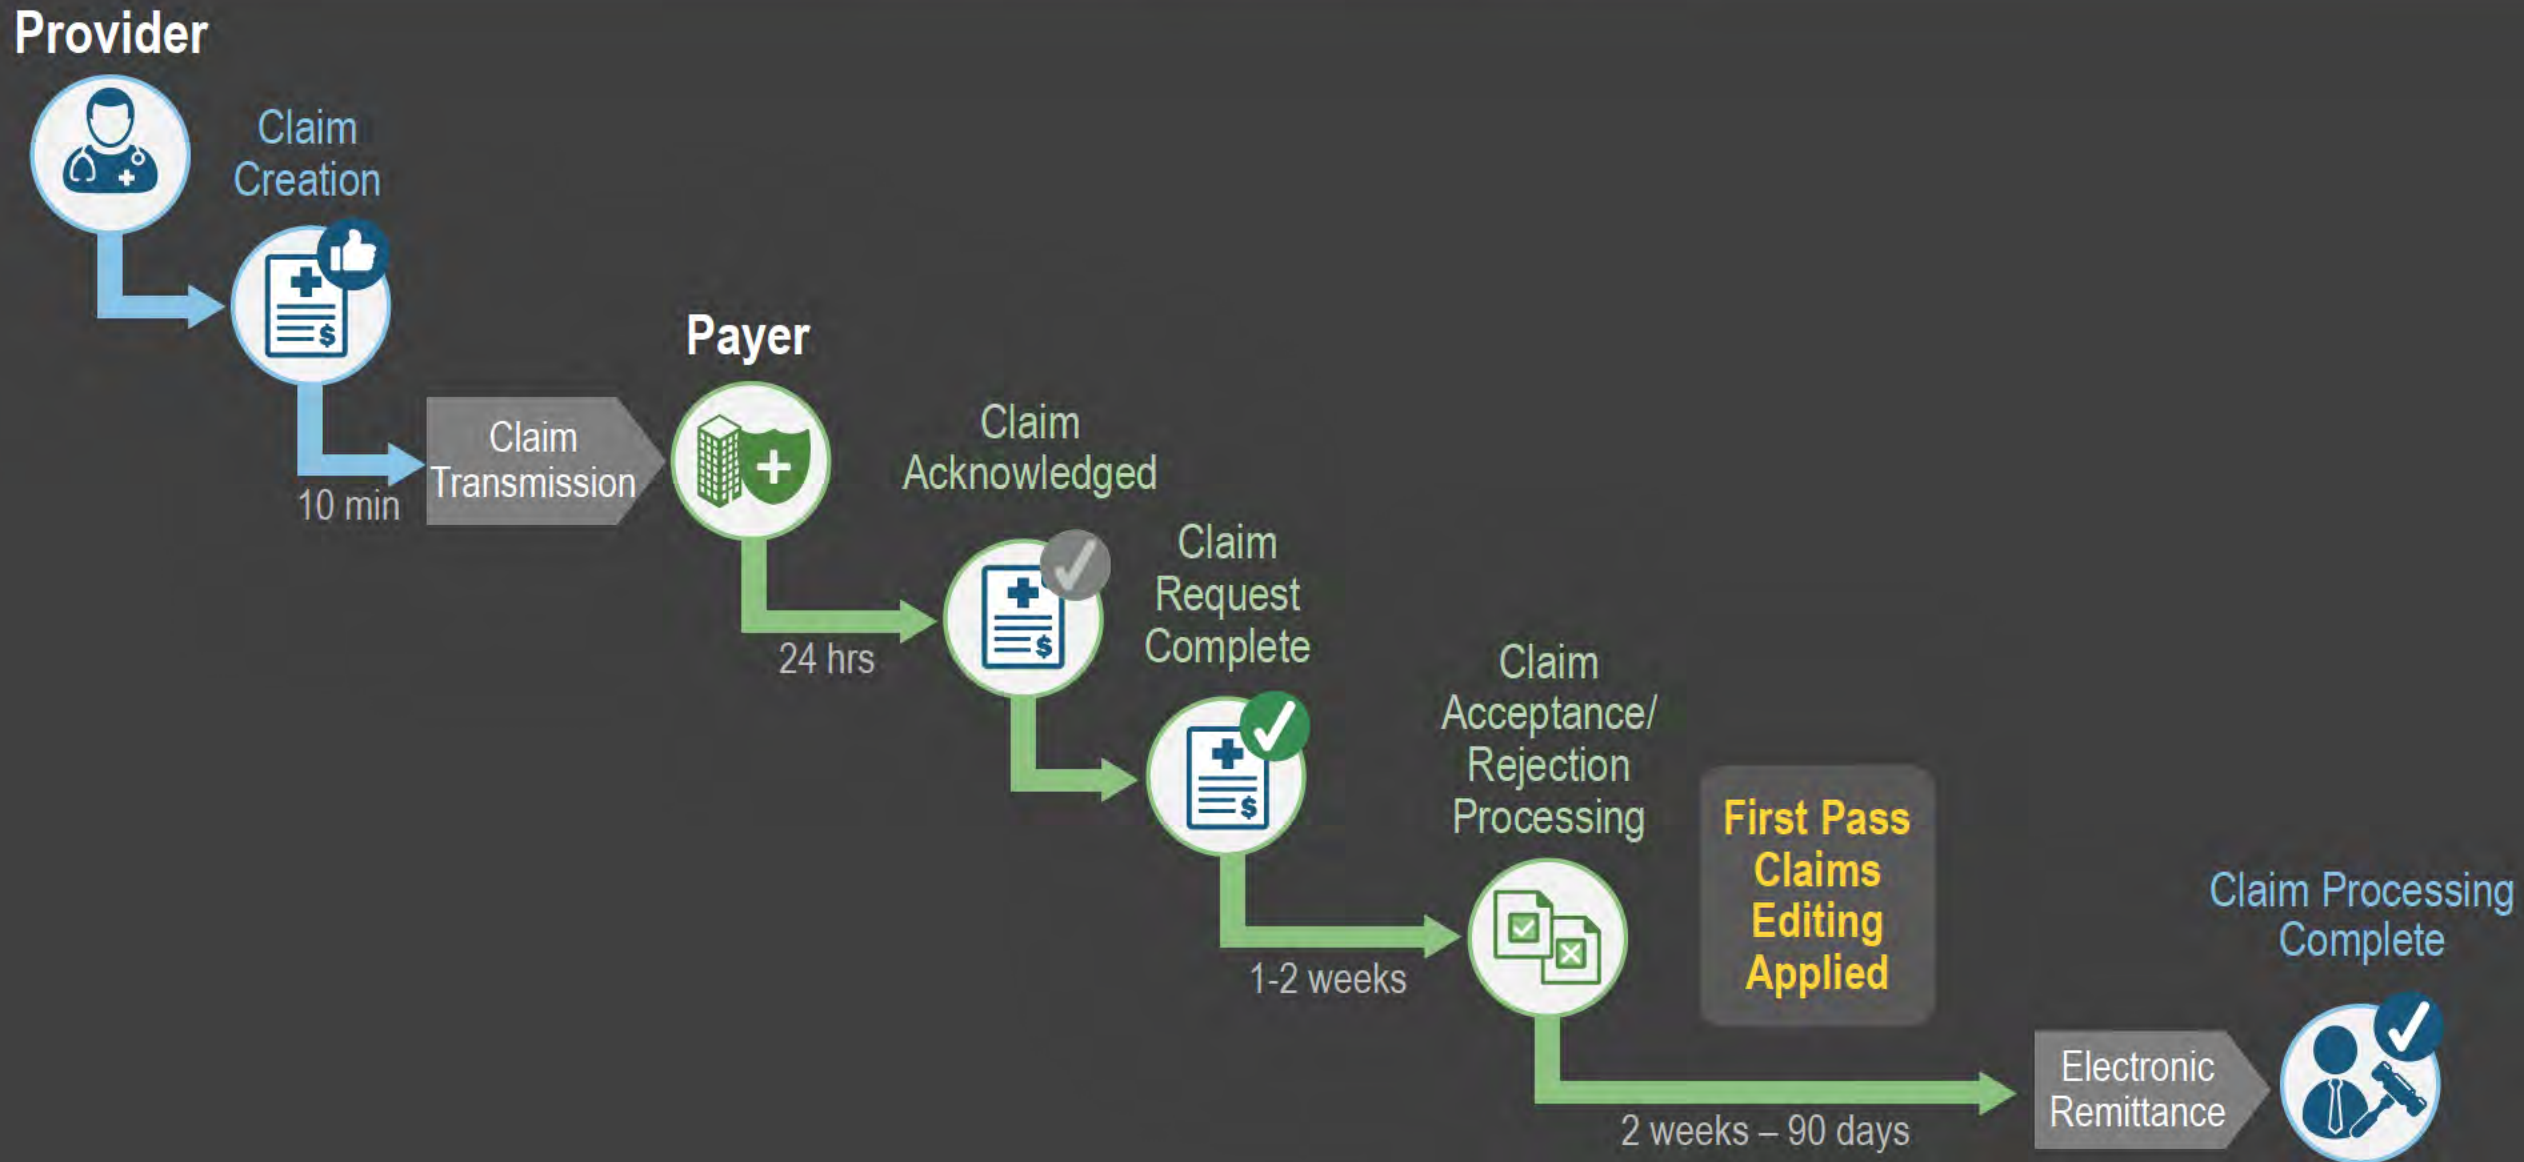 Provider
Claim
Creation
$
10 min
Claim
Transmission
Payer
24 hrs
Claim
Acknowledged
$
Claim
Request
Complete
$
1-2 weeks
Claim
Acceptance/
Rejection
Processing
First Pass
Claims
Editing
Applied
2 weeks – 90 days
Electronic
Remittance
Claim Processing
Complete